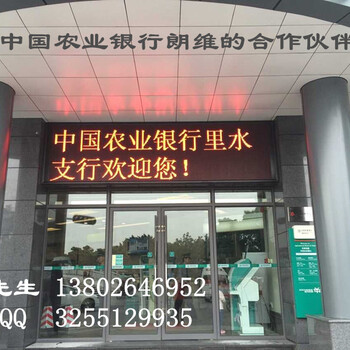 中国农业银行朗维的合作伙伴
中国农业银行里水
支行欢迎您！
先生 13802646952
QQ 3255129935